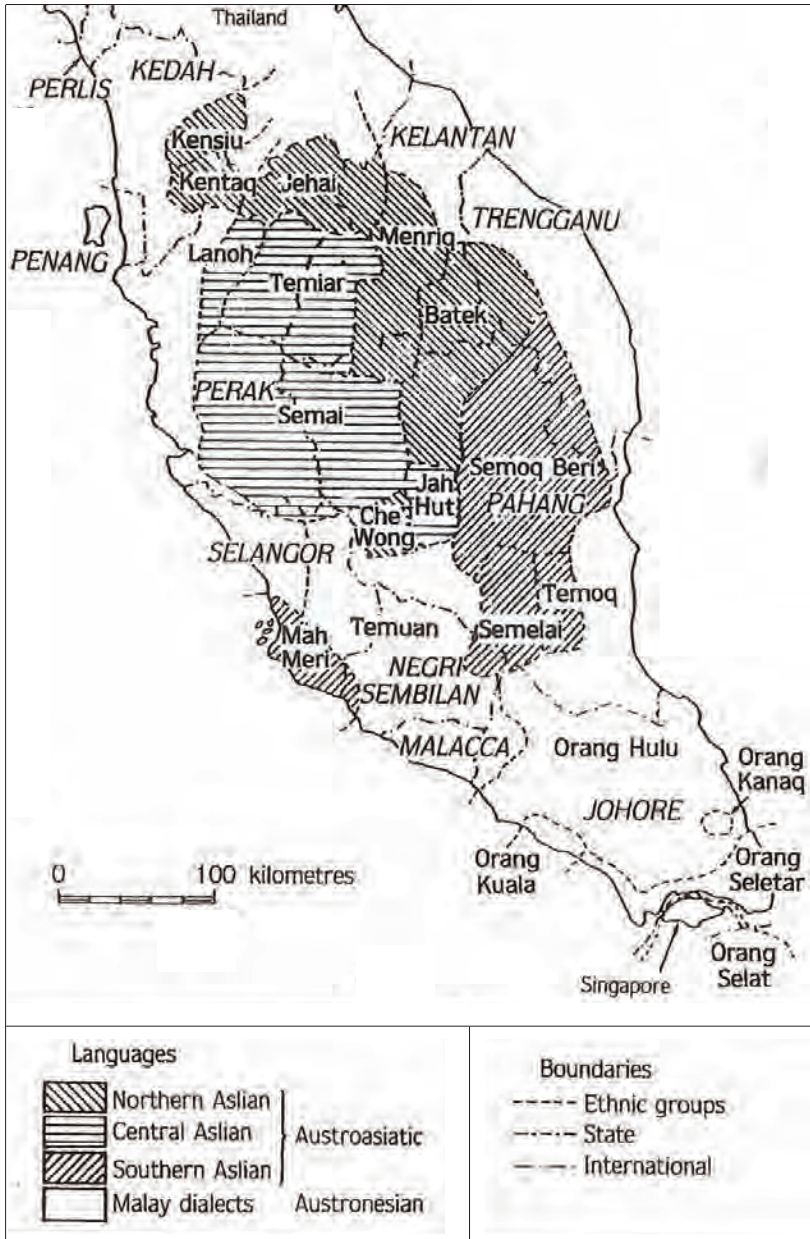 Thailand
KEDAH
PERLIS
KELANTAN
Kensiu
Kentaq
Jehai
TRENGGANU
Menriq
PENANG
Lanoh
Temiar
Batek
PERAK
Semai
Semoq Beri
Jah
Hut
PAHANG
Che
Wong
SELANGOR
Temoq
Mah
Meri
Temuan
Semelai
NEGRI
SEMBILAN
MALACCA
Orang Hulu
Orang
Kanaq
JOHORE
0 100 kilometres
Orang
Kuala
Orang
Seletar
Orang
Selat
Singapore
Languages
Northern Aslian
Central Aslian
Southern Aslian
Austroasiatic
Malay dialects Austronesian
Boundaries
Ethnic groups
State
International